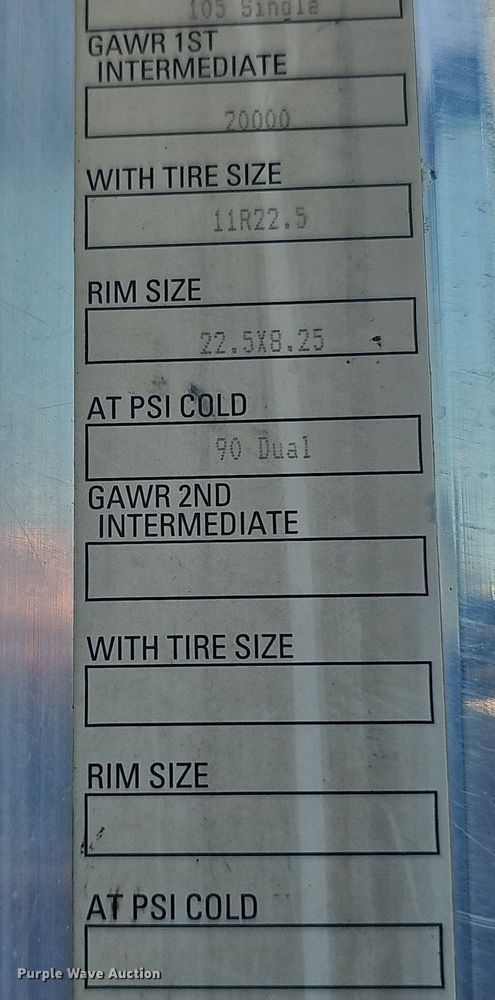 105 Single
GAWR 1ST
INTERMEDIATE
20000
WITH TIRE SIZE
11R22.5
RIM SIZE
22.5X8.25
AT PSI COLD
90 Dual
GAWR 2ND
INTERMEDIATE
WITH TIRE SIZE
RIM SIZE
AT PSI COLD
Purple Wave Auction